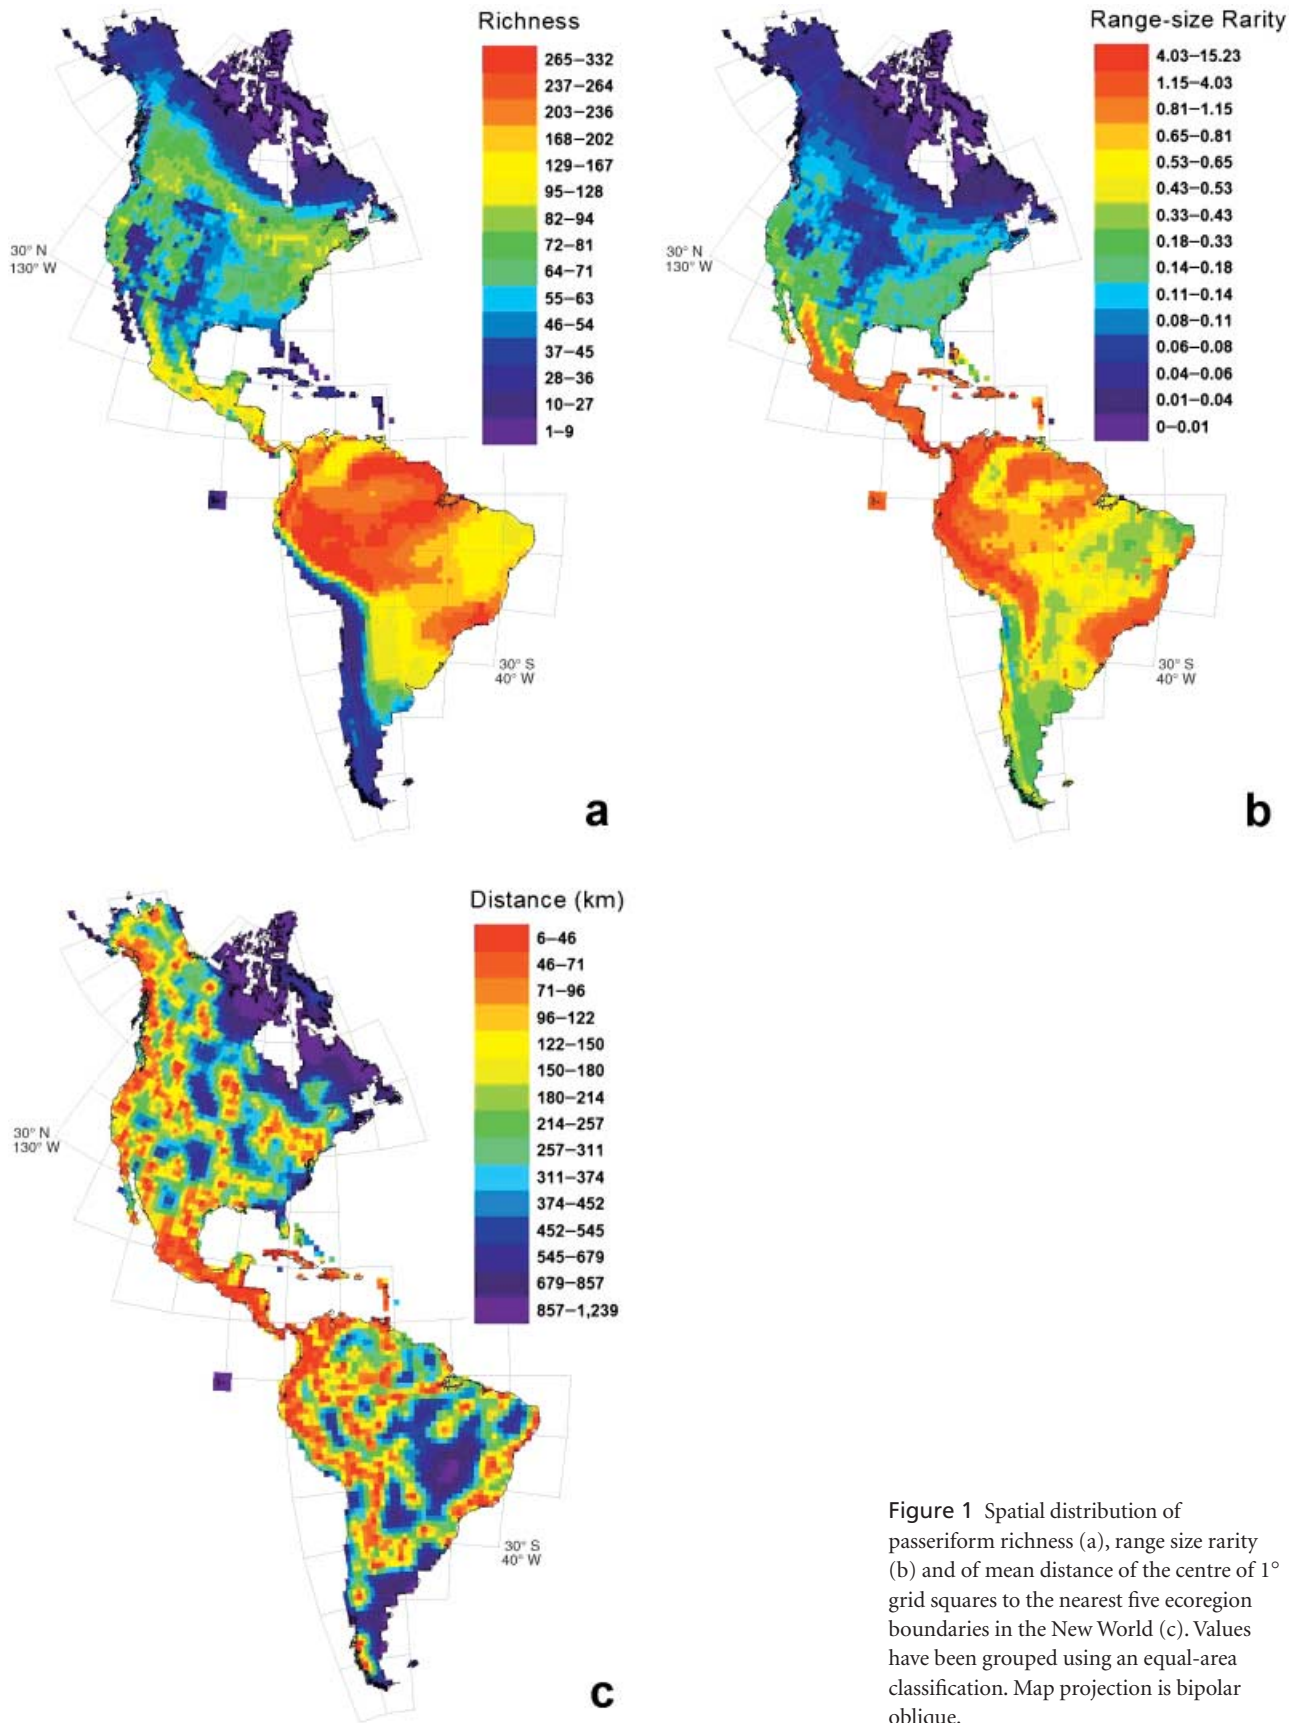 Richness
265–332
237–264
203–236
168–202
129–167
95–128
82–94
72–81
64–71
55–63
46–54
37–45
28–36
10–27
1–9
30° N
130° W
30° S
40° W
a
Range-size Rarity
4.03–15.23
1.15–4.03
0.81–1.15
0.65–0.81
0.53–0.65
0.43–0.53
0.33–0.43
0.18–0.33
0.14–0.18
0.11–0.14
0.08–0.11
0.06–0.08
0.04–0.06
0.01–0.04
0–0.01
30° N
130° W
30° S
40° W
b
Distance (km)
6–46
46–71
71–96
96–122
122–150
150–180
180–214
214–257
257–311
311–374
374–452
452–545
545–679
679–857
857–1,239
30° N
130° W
30° S
40° W
c
Figure 1 Spatial distribution of
passeriform richness (a), range size rarity
(b) and of mean distance of the centre of 1°
grid squares to the nearest five ecoregion
boundaries in the New World (c). Values
have been grouped using an equal-area
classification. Map projection is bipolar
oblique.